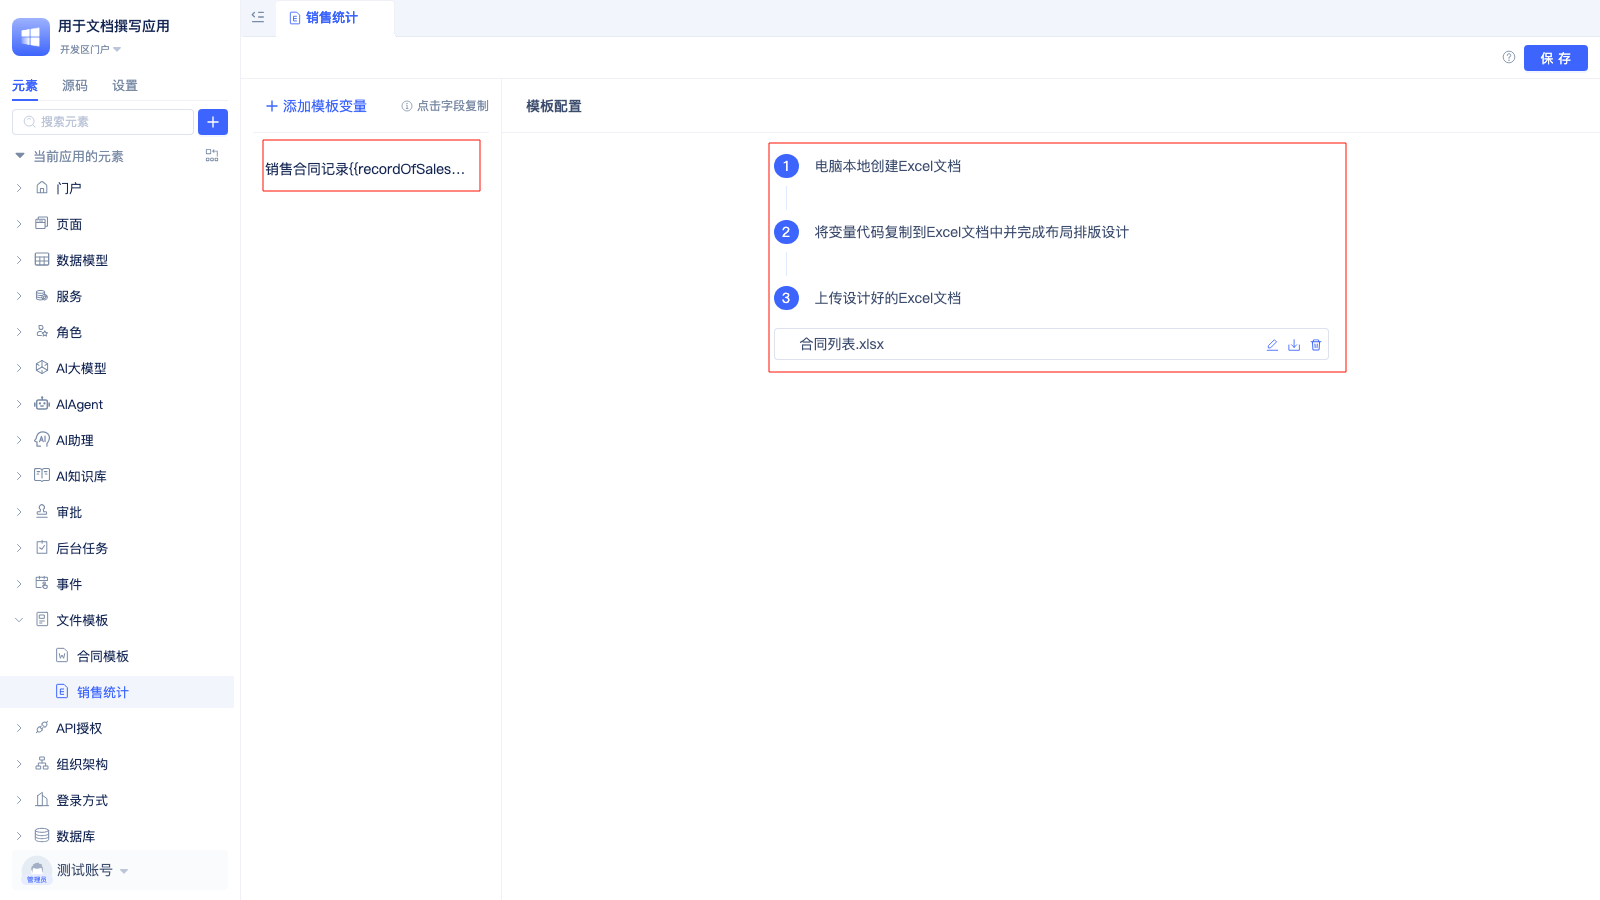 用于文档撰写应用
开发区门户
元素 源码 设置
搜索元素
当前应用的元素
门户
页面
数据模型
服务
角色
AI大模型
AIAgent
AI助理
AI知识库
审批
后台任务
事件
文件模板
合同模板
销售统计
API授权
组织架构
登录方式
数据库
管理员
测试账号
销售统计
保 存
添加模板变量 点击字段复制
销售合同记录{{recordOfSales...
模板配置
1 电脑本地创建Excel文档
2 将变量代码复制到Excel文档中并完成布局排版设计
3 上传设计好的Excel文档
合同列表.xlsx